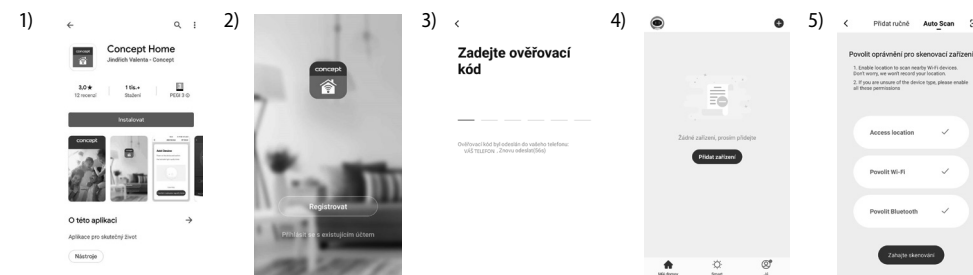 1)
Concept Home
Jindřich Valenta - Concept
3,0★
12 recenzí
1 tis.+
Stažení
PEGI 3
Instalovat
concept
O této aplikaci
Aplikace pro skutečný život
Nástroje
2)
concept
Registrovat
Přihlásit se s existujícím účtem
3)
Zadejte ověřovací
kód
Ověřovací kód byl odeslán do vašeho telefonu:
VÁŠ TELEFON
Znovu odeslat(56s)
4)
Žádné zařízení, prosím přidejte
Přidat zařízení
Smart
5)
Přidat ručně
Auto Scan
Povolit oprávnění pro skenovací zařízení
1. Enable location to scan nearby Wi-Fi devices.
Don't worry, we won't record your location.
2. If you are unsure of the device type, please enable
all these permissions
Access location
Povolit Wi-Fi
Povolit Bluetooth
Zahajte skenování